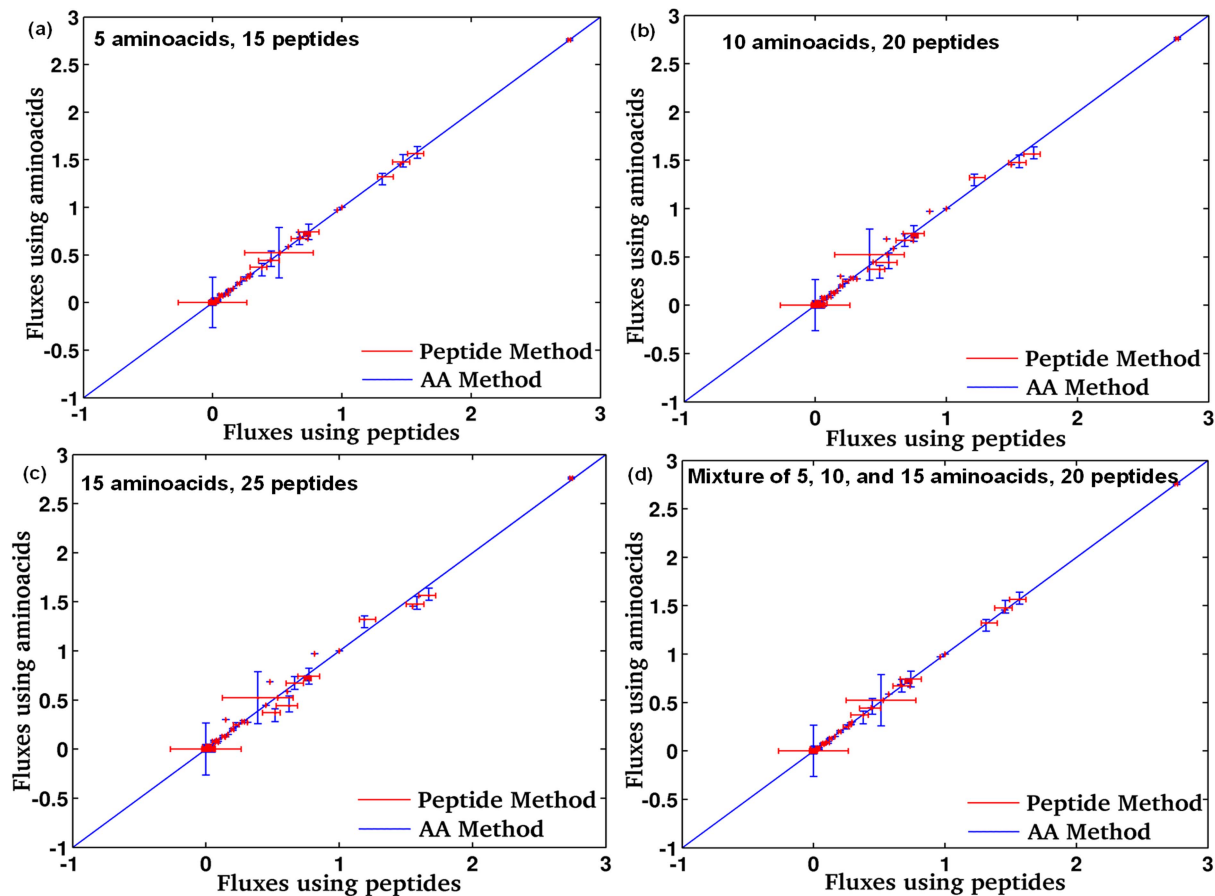 (a)
5 aminoacids, 15 peptides
3
2.5
2
1.5
1
0.5
0
-0.5
-1
Fluxes using aminoacids
Peptide Method
AA Method
-1
0
1
2
3
Fluxes using peptides
(b)
10 aminoacids, 20 peptides
3
2.5
2
1.5
1
0.5
0
-0.5
-1
Fluxes using aminoacids
Peptide Method
AA Method
-1
0
1
2
3
Fluxes using peptides
(c)
15 aminoacids, 25 peptides
3
2.5
2
1.5
1
0.5
0
-0.5
-1
Fluxes using aminoacids
Peptide Method
AA Method
-1
0
1
2
3
Fluxes using peptides
(d)
Mixture of 5, 10, and 15 aminoacids, 20 peptides
3
2.5
2
1.5
1
0.5
0
-0.5
-1
Fluxes using aminoacids
Peptide Method
AA Method
-1
0
1
2
3
Fluxes using peptides